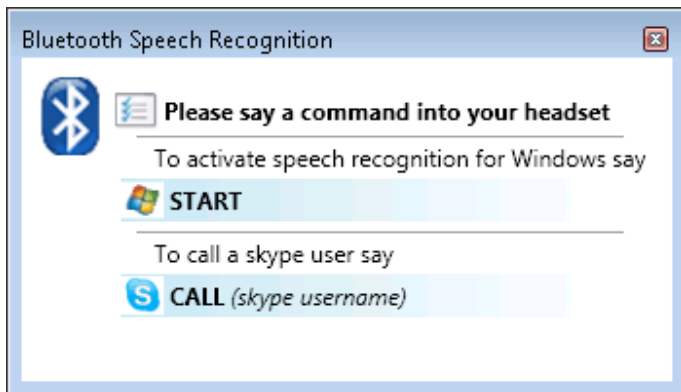 Bluetooth Speech Recognition
Please say a command into your headset
To activate speech recognition for Windows say
START
To call a skype user say
CALL (skype username)